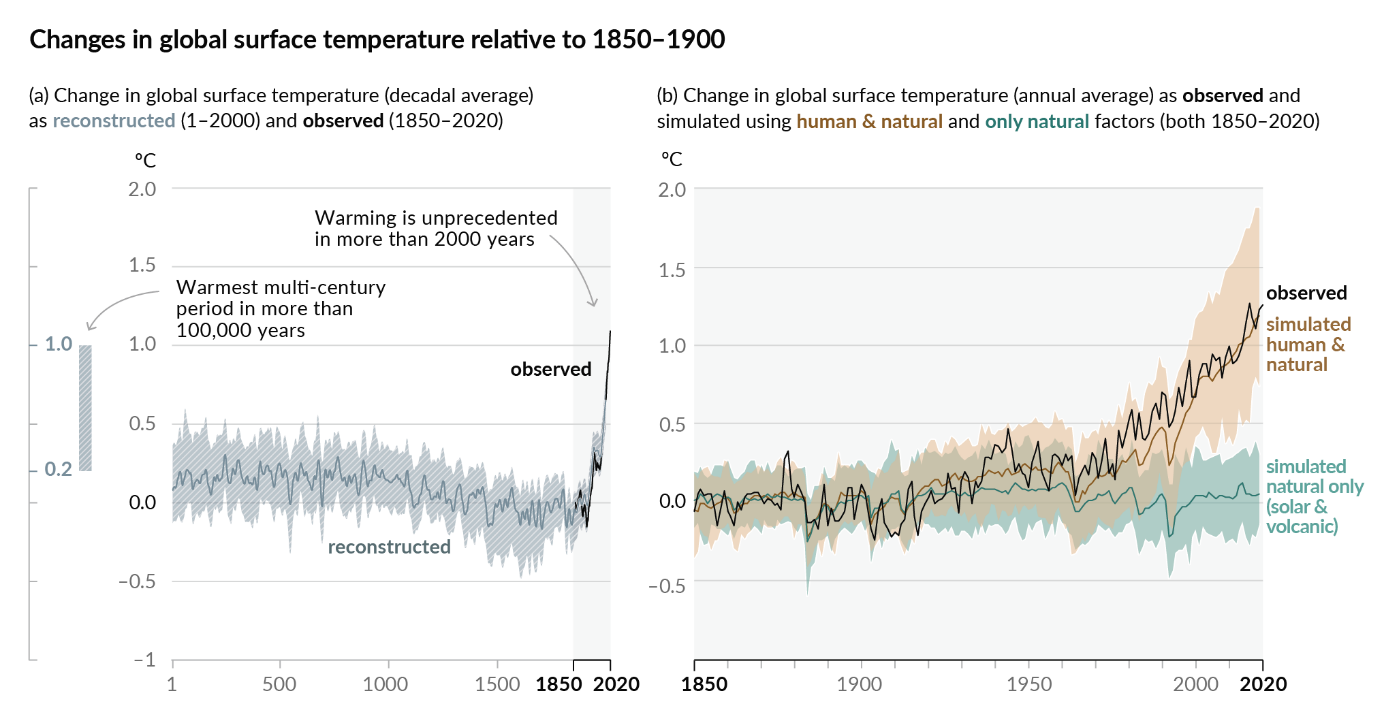 Changes in global surface temperature relative to 1850–1900
(a) Change in global surface temperature (decadal average)
as reconstructed (1–2000) and observed (1850–2020)
ºC
2.0
1.5
1.0
0.5
0.0
–0.5
–1
1.0
0.2
Warming is unprecedented
in more than 2000 years
Warmest multi-century
period in more than
100,000 years
observed
reconstructed
1
500
1000
1500
1850
2020
(b) Change in global surface temperature (annual average) as observed and
simulated using human & natural and only natural factors (both 1850–2020)
ºC
2.0
1.5
1.0
0.5
0.0
–0.5
observed
simulated
human &
natural
simulated
natural only
(solar &
volcanic)
1850
1900
1950
2000
2020